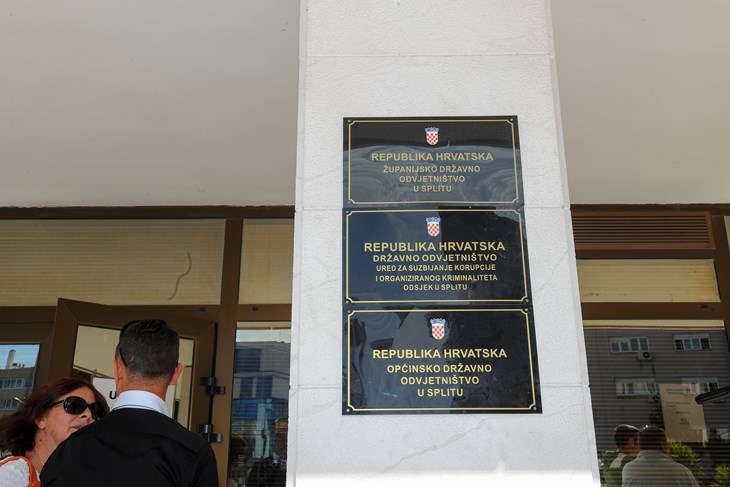 REPUBLIKA HRVATSKA
ŽUPANIJSKO DRŽAVNO
ODVJETNIŠTVO
U SPLITU
REPUBLIKA HRVATSKA
DRŽAVNO ODVJETNIŠTVO
URED ZA SUZBIJANJE KORUPCIJE
I ORGANIZIRANOG KRIMINALITETA
ODSJEK U SPLITU
REPUBLIKA HRVATSKA
OPĆINSKO DRŽAVNO
ODVJETNIŠTVO
U SPLITU